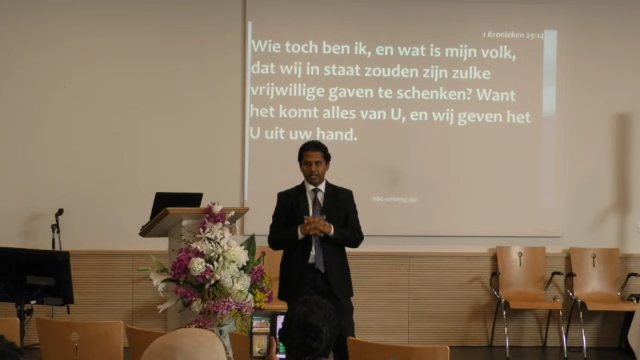 1 Kronieken 29:14
Wie toch ben ik, en wat is mijn volk,
dat wij in staat zouden zijn zulke
vrijwillige gaven te schenken? Want
het komt alles van U, en wij geven het
U uit uw hand.